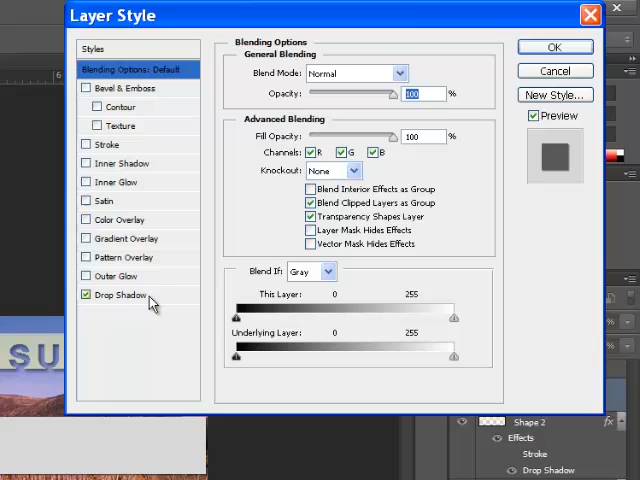 Layer Style
Styles
Blending Options: Default
Bevel & Emboss
Contour
Texture
Stroke
Inner Shadow
Inner Glow
Satin
Color Overlay
Gradient Overlay
Pattern Overlay
Outer Glow
Drop Shadow
Blending Options
General Blending
Blend Mode: Normal
Opacity: 100 %
Advanced Blending
Fill Opacity: 100 %
Channels: R G B
Knockout: None
Blend Interior Effects as Group
Blend Clipped Layers as Group
Transparency Shapes Layer
Layer Mask Hides Effects
Vector Mask Hides Effects
Blend If: Gray
This Layer: 0 255
Underlying Layer: 0 255
OK
Cancel
New Style...
Preview
6
SU
%
%
Shape 2 fx
Effects
Stroke
Drop Shadow